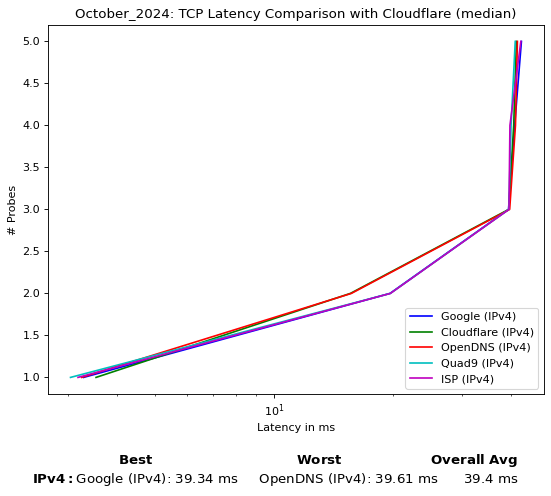 October_2024: TCP Latency Comparison with Cloudflare (median)
5.0
4.5
4.0
3.5
3.0
2.5
2.0
1.5
1.0
# Probes
Google (IPv4)
Cloudflare (IPv4)
OpenDNS (IPv4)
Quad9 (IPv4)
ISP (IPv4)
10¹
Latency in ms
Best Worst Overall Avg
IPv4: Google (IPv4): 39.34 ms OpenDNS (IPv4): 39.61 ms 39.4 ms